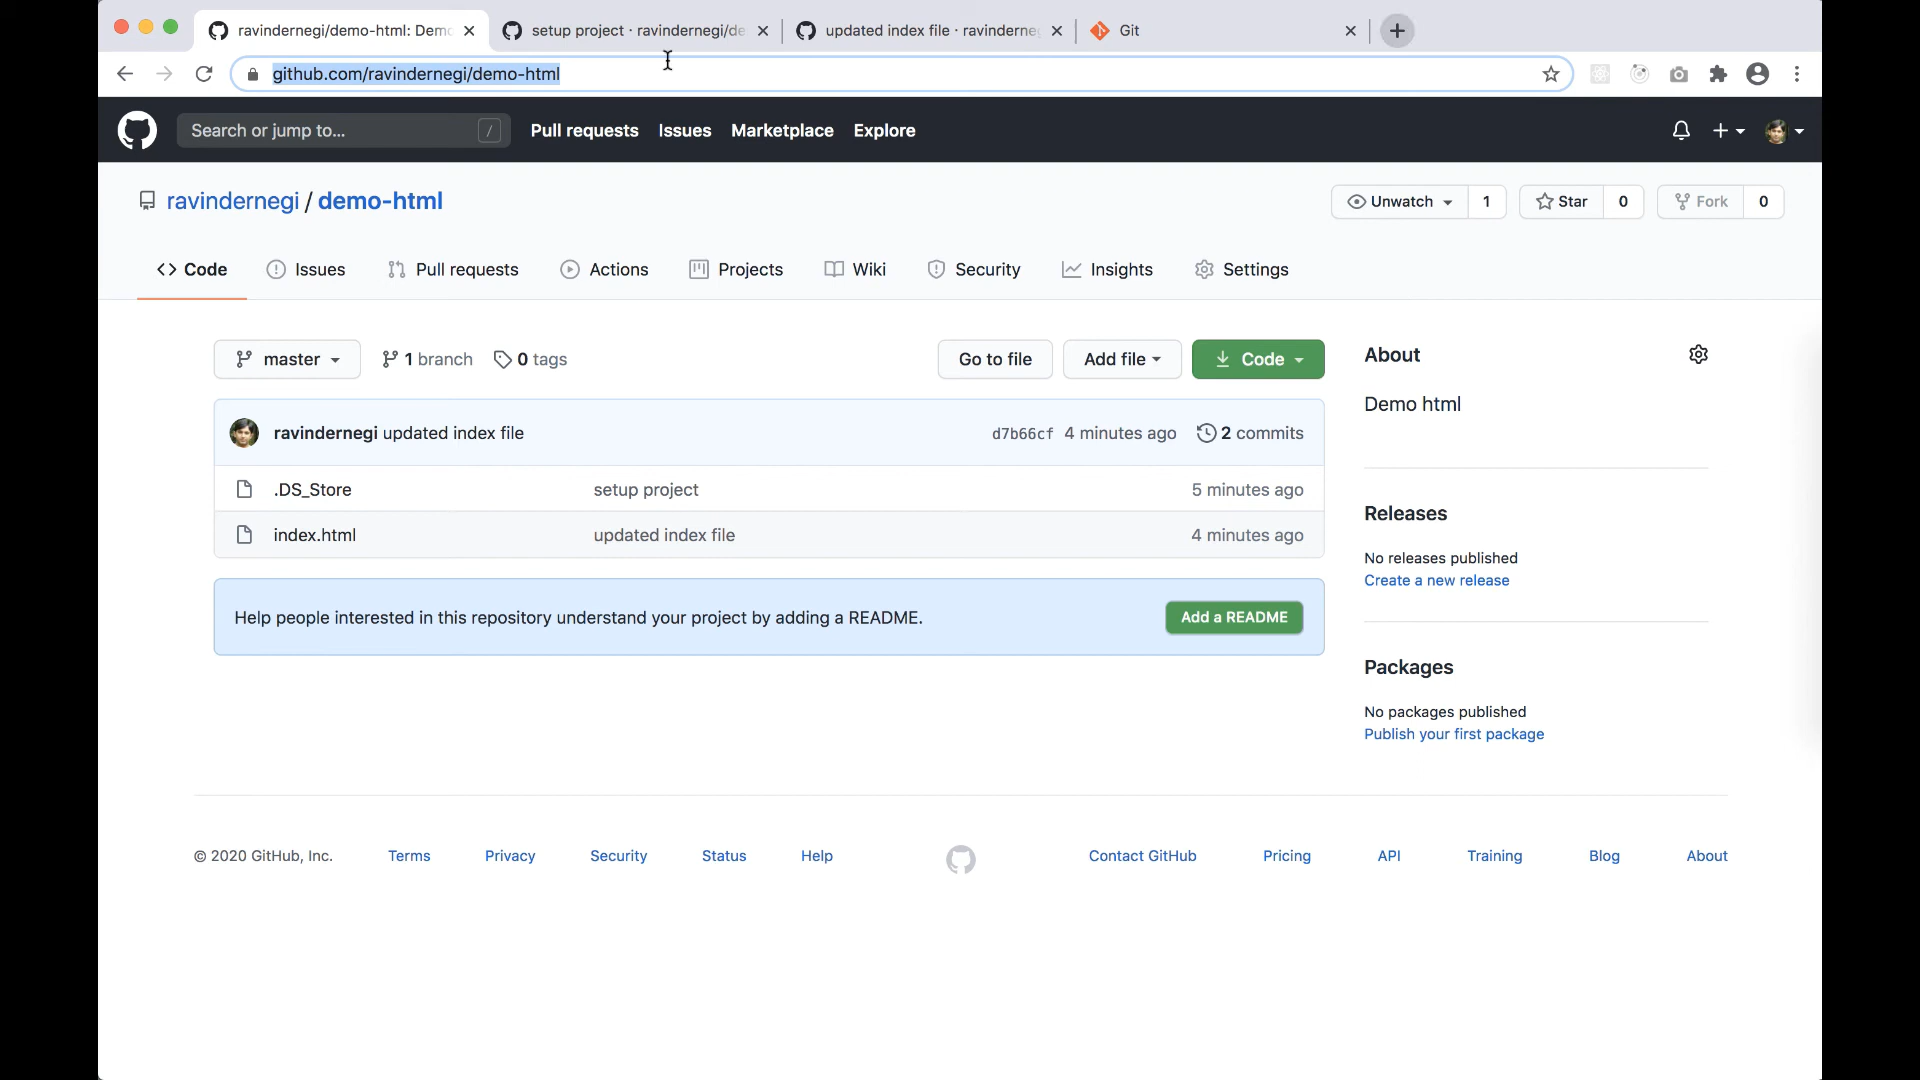 ravindernegi/demo-html: Demo
setup project · ravindernegi/de
updated index file · ravinderneg
Git
github.com/ravindernegi/demo-html
Search or jump to...
/
Pull requests
Issues
Marketplace
Explore
ravindernegi / demo-html
Unwatch
1
Star
0
Fork
0
Code
Issues
Pull requests
Actions
Projects
Wiki
Security
Insights
Settings
master
1 branch
0 tags
Go to file
Add file
Code
ravindernegi updated index file
d7b66cf
4 minutes ago
2 commits
.DS_Store
setup project
5 minutes ago
index.html
updated index file
4 minutes ago
Help people interested in this repository understand your project by adding a README.
Add a README
About
Demo html
Releases
No releases published
Create a new release
Packages
No packages published
Publish your first package
© 2020 GitHub, Inc.
Terms
Privacy
Security
Status
Help
Contact GitHub
Pricing
API
Training
Blog
About